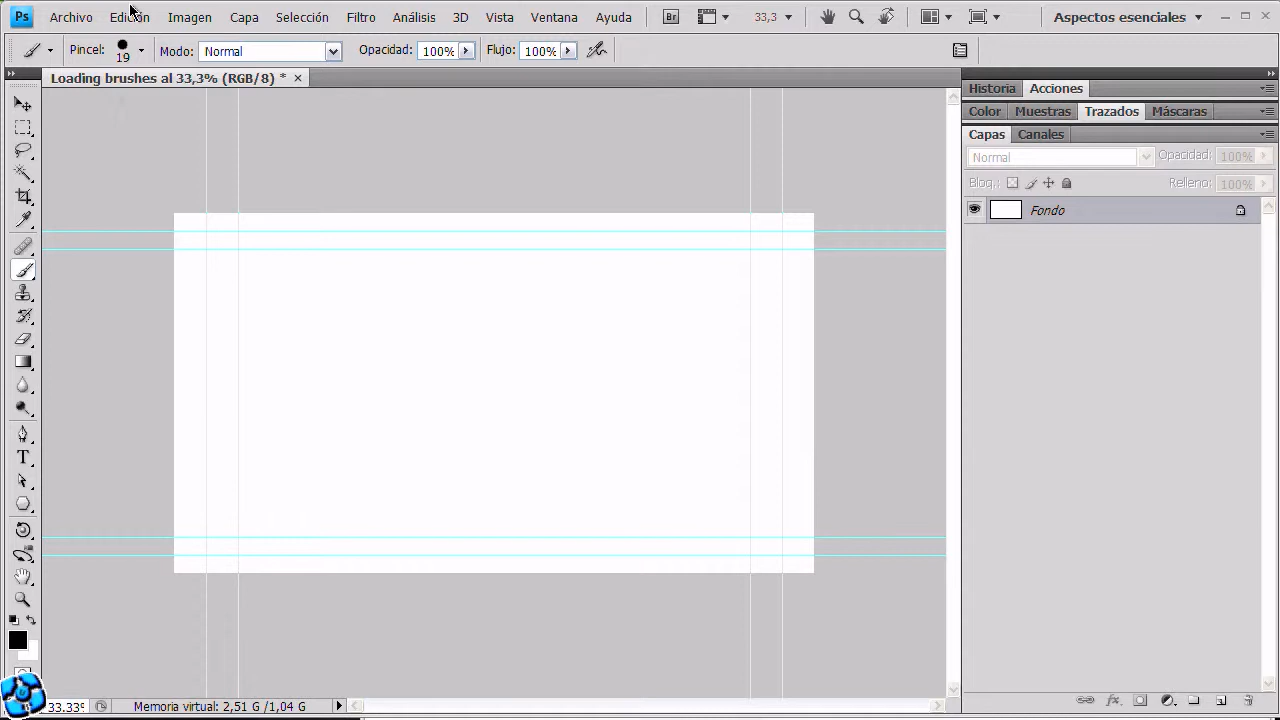 Ps Archivo Edición Imagen Capa Selección Filtro Análisis 3D Vista Ventana Ayuda Br 33,3 Aspectos esenciales
Pincel: 19 Modo: Normal Opacidad: 100% Flujo: 100%
Loading brushes al 33,3% (RGB/8) *
Historia Acciones
Color Muestras Trazados Máscaras
Capas Canales
Normal Opacidad: 100%
Bloq.: Relleno: 100%
Fondo
T
33.33% Memoria virtual: 2,51 G /1,04 G